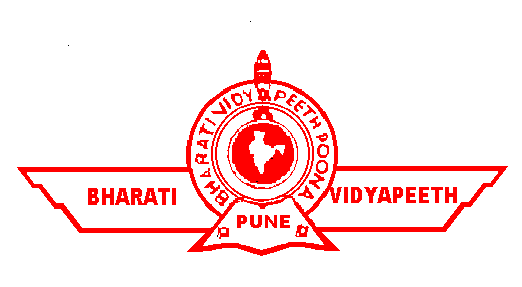 BHARATI VIDYAPEETH POONA
BHARATI VIDYAPEETH
PUNE